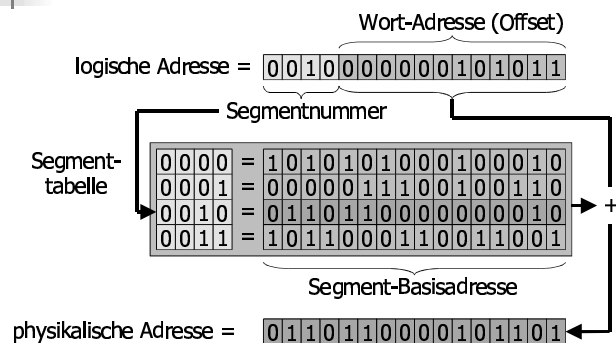 Wort-Adresse (Offset)
logische Adresse = 0010000000101011
Segmentnummer
Segment-
tabelle
0000 = 1010101000100010
0001 = 0000011100100110
0010 = 0110110000000010
0011 = 1011000110011001
+
Segment-Basisadresse
physikalische Adresse = 0110110000101101